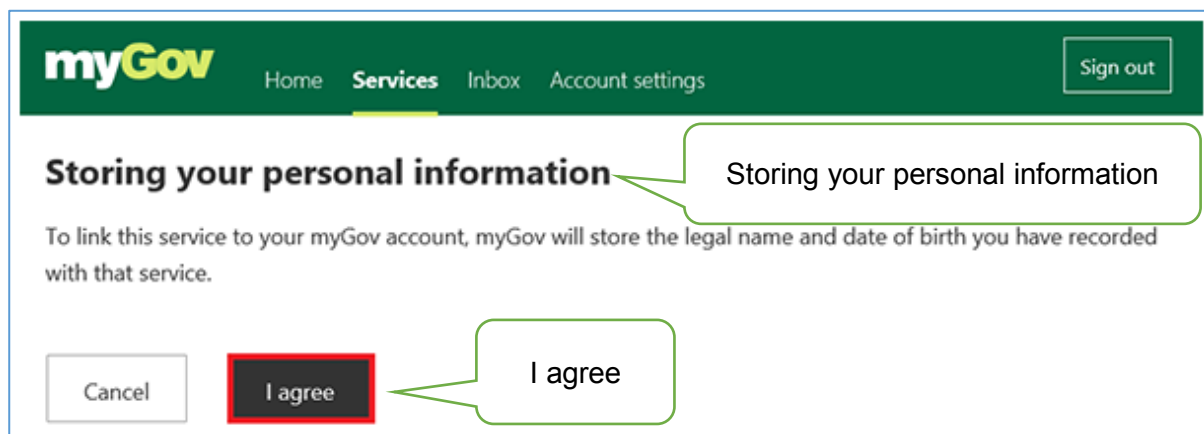 myGov
Home Services Inbox Account settings
Sign out
Storing your personal information
Storing your personal information
To link this service to your myGov account, myGov will store the legal name and date of birth you have recorded
with that service.
Cancel
I agree
I agree